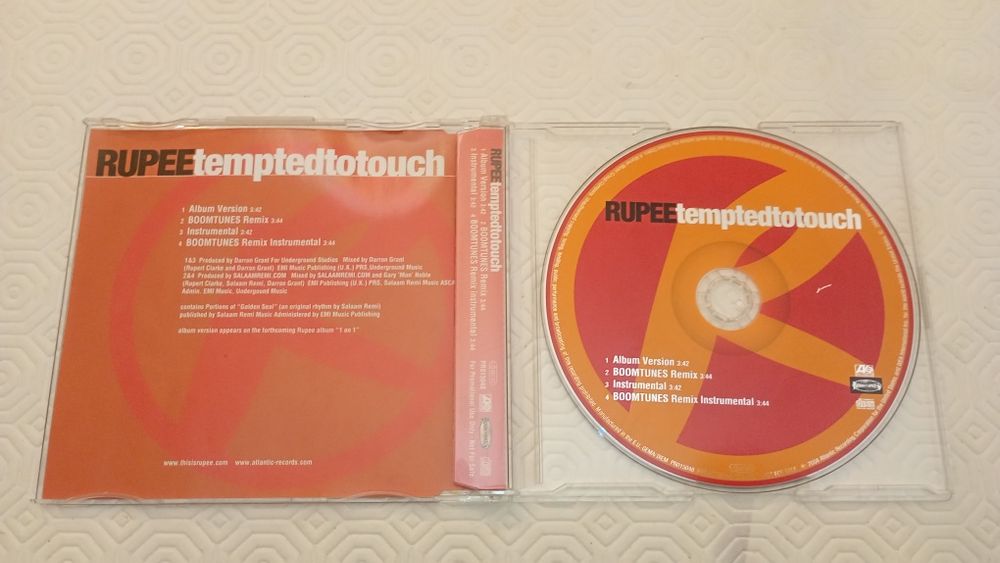 RUPEEtemptedtotouch
1 Album Version 3:42
2 BOOMTUNES Remix 3:44
3 Instrumental 3:42
4 BOOMTUNES Remix Instrumental 3:44
1&3 Produced by Darron Grant For Underground Studios Mixed by Darron Grant
(Rupert Clarke and Darron Grant) EMI Music Publishing (U.K.) PRS,Underground Music
2&4 Produced by SALAAMREMI.COM Mixed by SALAAMREMI.COM and Gary 'Mon' Noble
(Rupert Clarke, Salaam Remi, Darron Grant) EMI Publishing (U.K.) PRS, Salaam Remi Music ASCA
Admin. EMI Music, Underground Music
contains Portions of "Golden Seal" (an original rhythm by Salaam Remi)
published by Salaam Remi Music Administered by EMI Music Publishing
album version appears on the forthcoming Rupee album "1 on 1"
www.thisisrupee.com www.atlantic-records.com
RUPEEtemptedtotouch
1 Album Version 3:42 2 BOOMTUNES Remix 3:44
3 Instrumental 3:42 4 BOOMTUNES Remix Instrumental 3:44
PR015048
For Promotional Use Only - Not For Sale
RUPEEtemptedtotouch
1 Album Version 3:42
2 BOOMTUNES Remix 3:44
3 Instrumental 3:42
4 BOOMTUNES Remix Instrumental 3:44
Manufactured in the E.U. GEMA/BIEM. PR015048